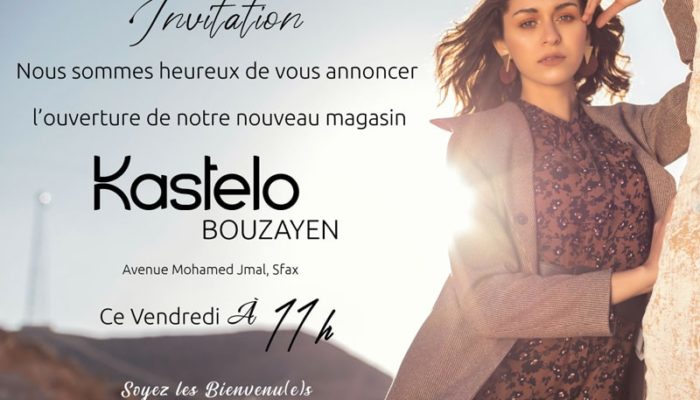 Invitation
Nous sommes heureux de vous annoncer
l’ouverture de notre nouveau magasin
Kastelo
BOUZAYEN
Avenue Mohamed Jmal, Sfax
Ce Vendredi À 11h
Soyez les Bienvenu(e)s